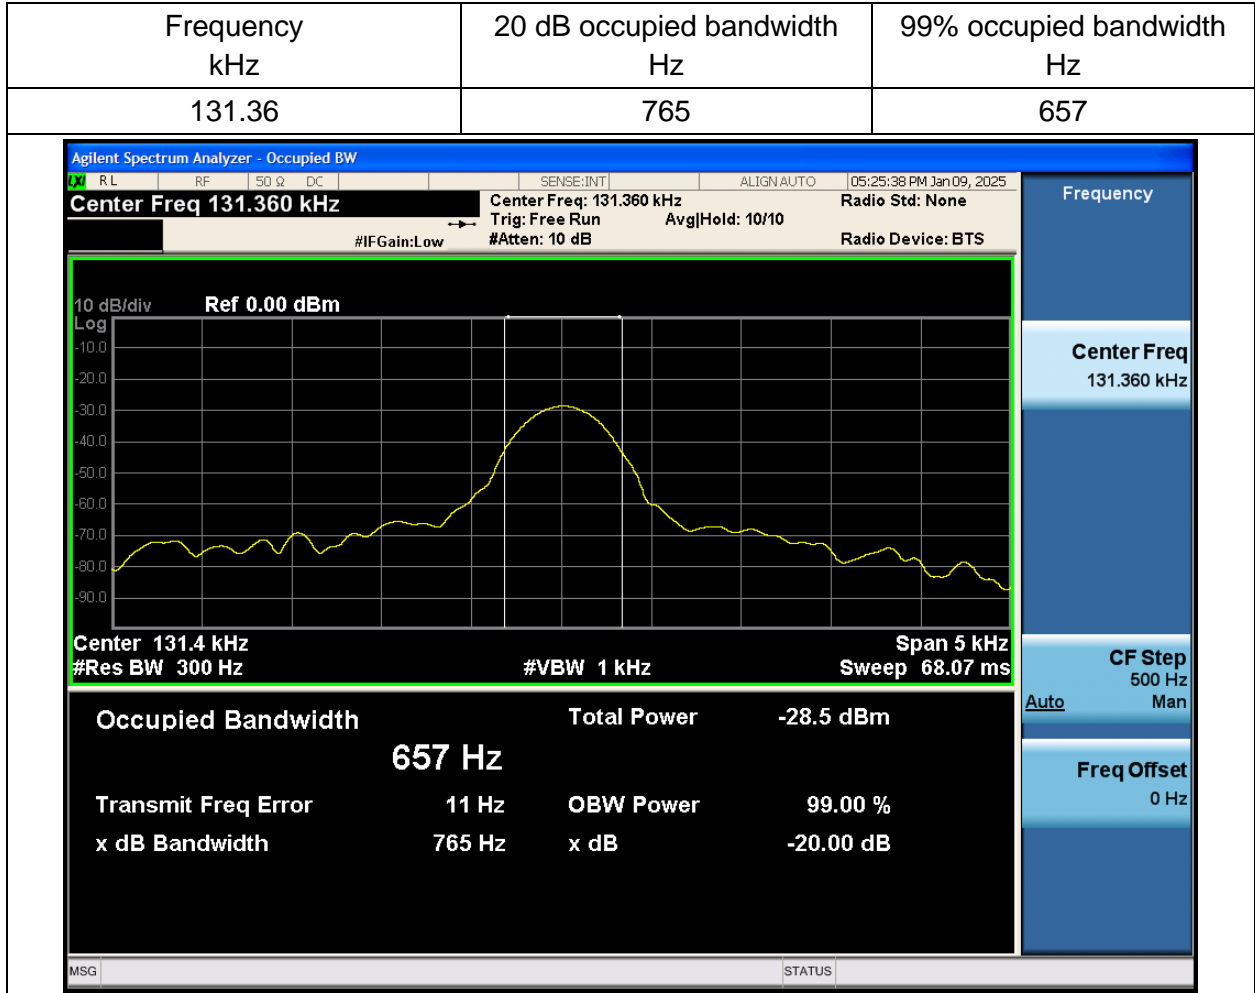 Frequency
kHz
20 dB occupied bandwidth
Hz
99% occupied bandwidth
Hz
131.36
765
657
Agilent Spectrum Analyzer - Occupied BW
LXI RL RF 50 Ω DC SENSE:INT ALIGN AUTO 05:25:38 PM Jan 09, 2025
Center Freq 131.360 kHz
Center Freq: 131.360 kHz
Radio Std: None
Trig: Free Run Avg|Hold: 10/10
#IFGain:Low
#Atten: 10 dB
Radio Device: BTS
10 dB/div Ref 0.00 dBm
Log
-10.0
-20.0
-30.0
-40.0
-50.0
-60.0
-70.0
-80.0
-90.0
Center 131.4 kHz
Span 5 kHz
#Res BW 300 Hz
#VBW 1 kHz
Sweep 68.07 ms
Occupied Bandwidth
Total Power -28.5 dBm
657 Hz
Transmit Freq Error 11 Hz
OBW Power 99.00 %
x dB Bandwidth 765 Hz
x dB -20.00 dB
Frequency
Center Freq
131.360 kHz
CF Step
500 Hz
Auto Man
Freq Offset
0 Hz
MSG
STATUS